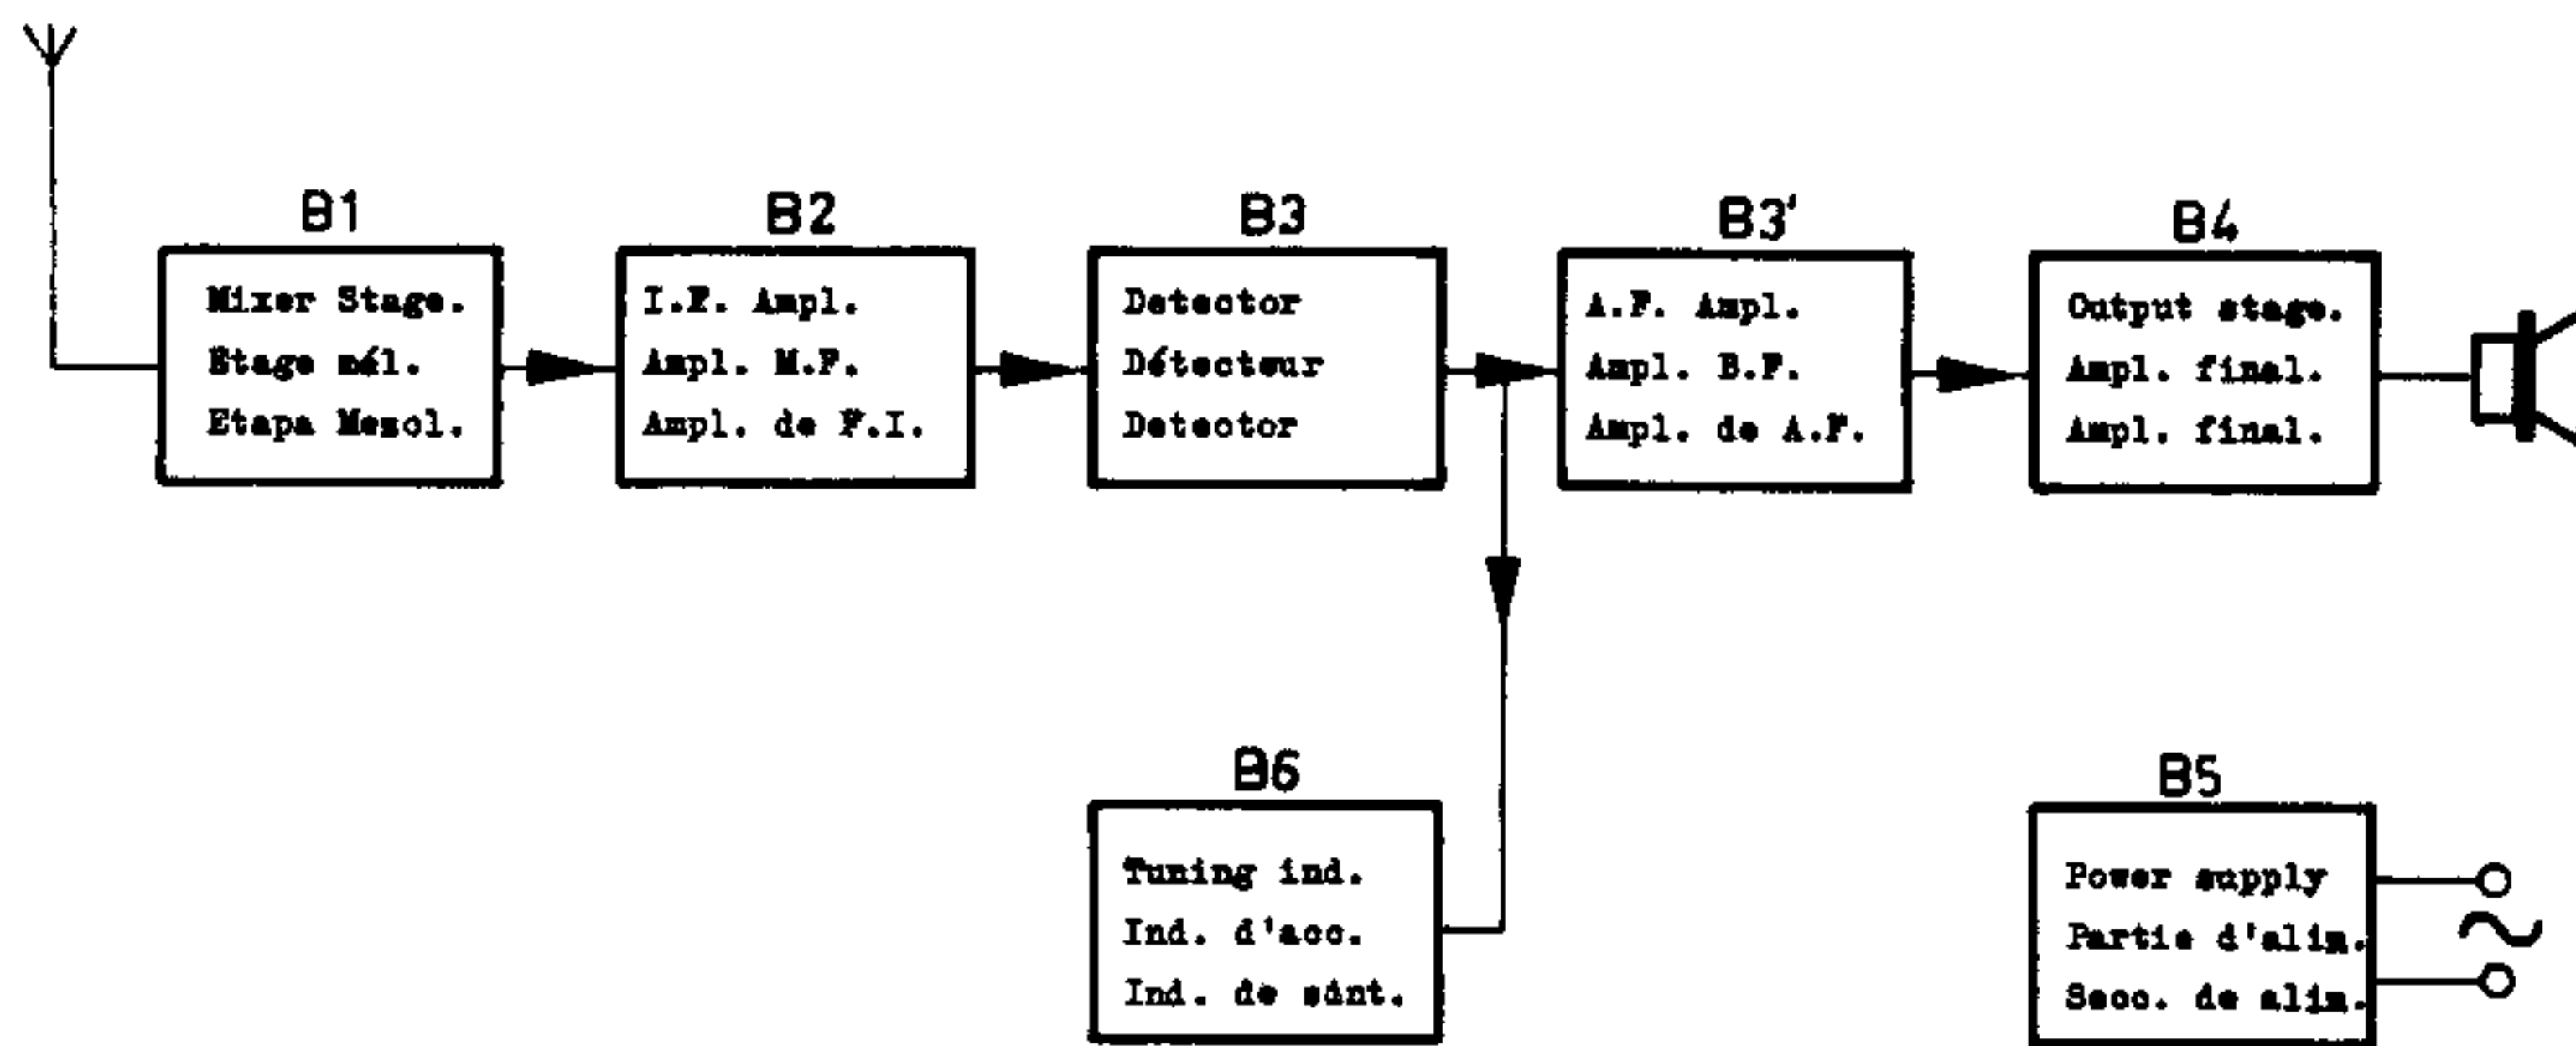 B1
Mixer Stage.
Etage mél.
Etapa Mezcl.
B2
I.F. Ampl.
Ampl. M.F.
Ampl. de F.I.
B3
Detector
Détecteur
Detector
B3'
A.F. Ampl.
Ampl. B.F.
Ampl. de A.F.
B4
Output stage.
Ampl. final.
Ampl. final.
B6
Tuning ind.
Ind. d'acc.
Ind. de sint.
B5
Power supply
Partie d'alim.
Secc. de alim.